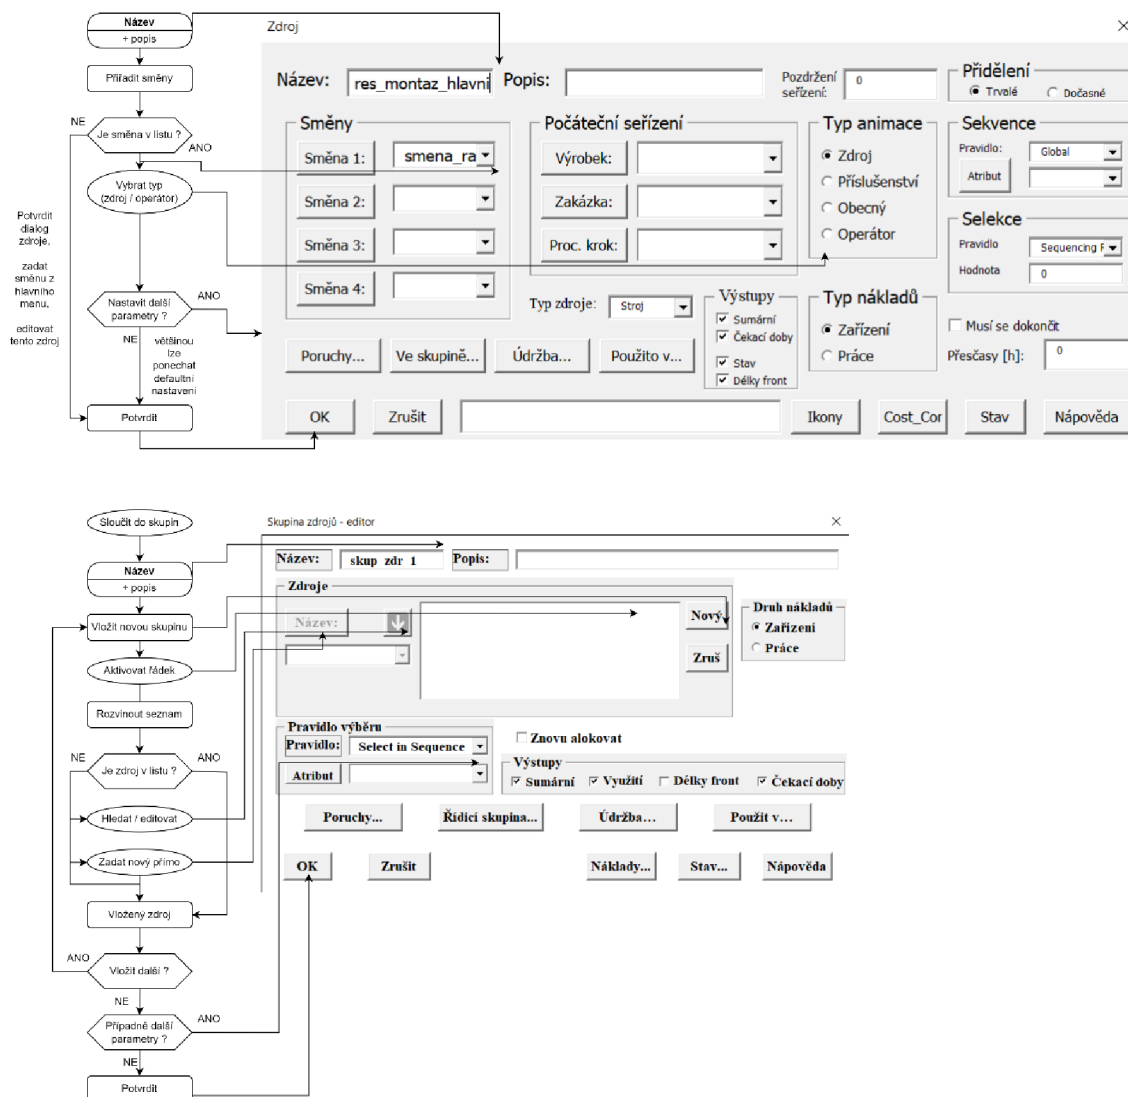 Název
+ popis
Přiřadit směny
NE
Je směna v listu ?
ANO
Vybrat typ
(zdroj / operátor)
Potvrdit
dialog
zdroje,
zadat
směnu z
hlavního
menu,
editovat
tento zdroj
Nastavit další
parametry ?
ANO
NE
většinou
lze
ponechat
defaultní
nastavení
Potvrdit
Zdroj
Název: res_montaz_hlavni Popis:
Pozdržení
seřízení:
0
Přidělení
Trvalé Dočasné
Směny
Směna 1: smena_ra
Směna 2:
Směna 3:
Směna 4:
Počáteční seřízení
Výrobek:
Zakázka:
Proc. krok:
Typ animace
Zdroj
Příslušenství
Obecný
Operátor
Sekvence
Pravidlo: Global
Atribut
Selekce
Pravidlo Sequencing F
Hodnota 0
Typ zdroje: Stroj
Výstupy
Sumární
Čekací doby
Stav
Délky front
Typ nákladů
Zařízení
Práce
Musí se dokončit
Přesčasy [h]: 0
Poruchy... Ve skupině... Údržba... Použito v...
OK Zrušit Ikony Cost_Cor Stav Nápověda
Sloučit do skupin
Název
+ popis
Vložit novou skupinu
Aktivovat řádek
Rozvinout seznam
NE
ANO
Je zdroj v listu ?
Hledat / editovat
Zadat nový přímo
Vložený zdroj
ANO
Vložit další ?
NE
Případně další
parametry ?
ANO
NE
Potvrdit
Skupina zdrojů - editor
Název: skup_zdr_1 Popis:
Zdroje
Název:
Nový
Zruš
Druh nákladů
Zařízení
Práce
Pravidlo výběru
Pravidlo: Select in Sequence
Atribut
Znovu alokovat
Výstupy
Sumární Využití Délky front Čekací doby
Poruchy... Řídicí skupina... Údržba... Použit v...
OK Zrušit Náklady... Stav... Nápověda